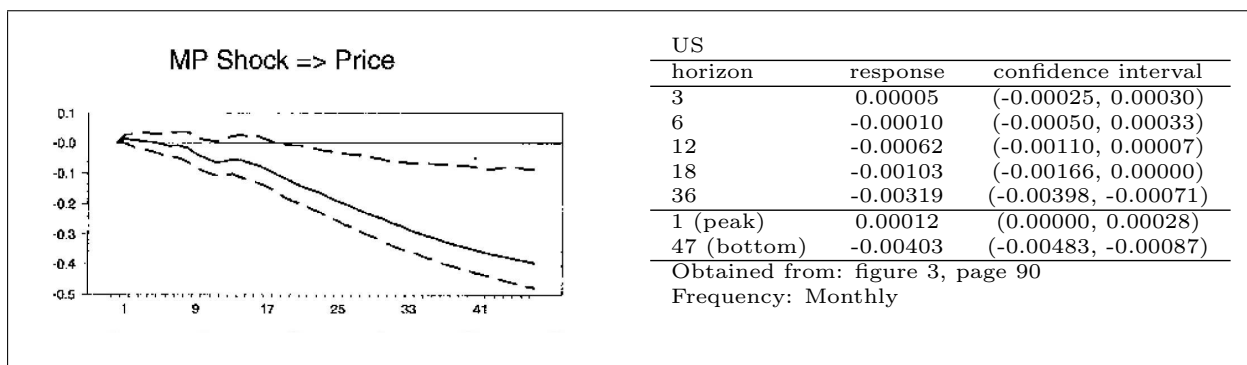 MP Shock => Price
0.1
-0.0
-0.1
-0.2
-0.3
-0.4
-0.5
1 9 17 25 33 41
US
horizon response confidence interval
3 0.00005 (-0.00025, 0.00030)
6 -0.00010 (-0.00050, 0.00033)
12 -0.00062 (-0.00110, 0.00007)
18 -0.00103 (-0.00166, 0.00000)
36 -0.00319 (-0.00398, -0.00071)
1 (peak) 0.00012 (0.00000, 0.00028)
47 (bottom) -0.00403 (-0.00483, -0.00087)
Obtained from: figure 3, page 90
Frequency: Monthly